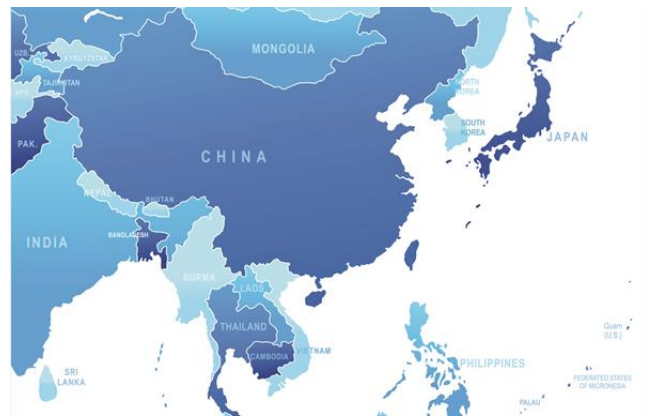 MONGOLIA
UZB.
KYRGYZSTAN
TAJIKISTAN
AFG.
NORTH
KOREA
SOUTH
KOREA
JAPAN
PAK.
CHINA
NEPAL
BHUTAN
BANGLADESH
INDIA
BURMA
LAOS
THAILAND
VIETNAM
CAMBODIA
SRI
LANKA
PHILIPPINES
Guam
(U.S.)
FEDERATED STATES
OF MICRONESIA
PALAU